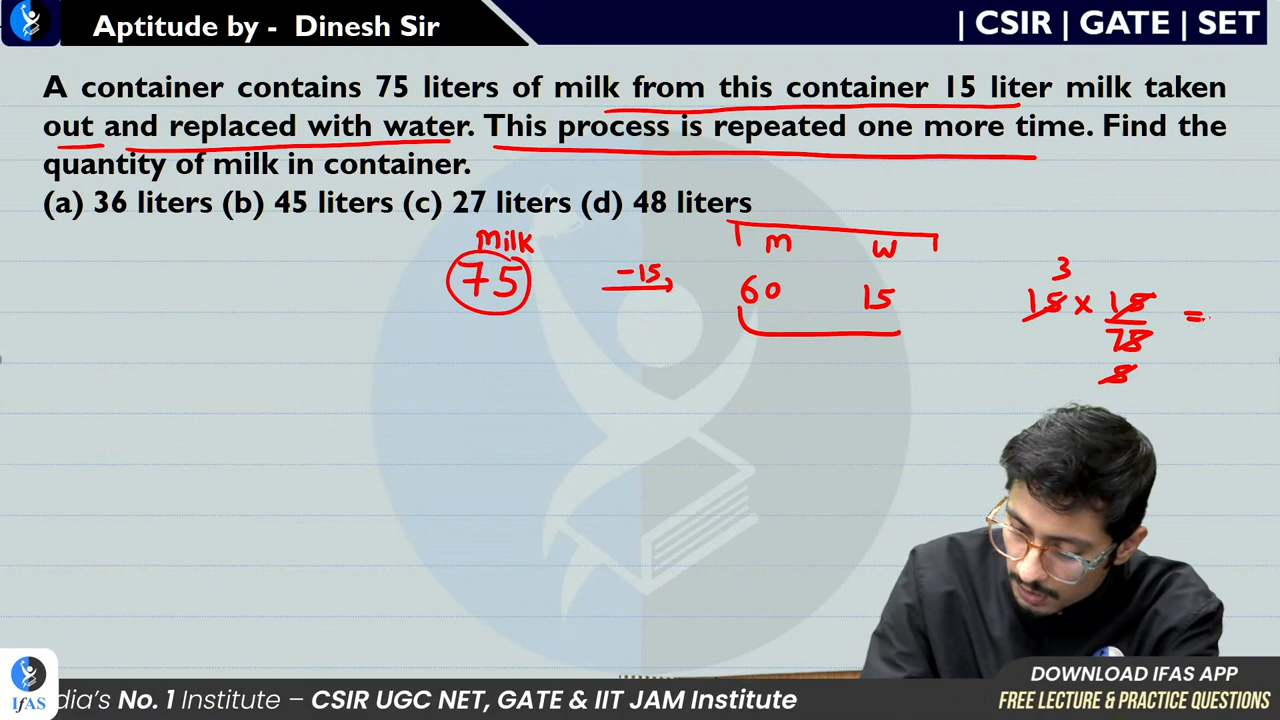 Aptitude by - Dinesh Sir
| CSIR | GATE | SET
A container contains 75 liters of milk from this container 15 liter milk taken
out and replaced with water. This process is repeated one more time. Find the
quantity of milk in container.
(a) 36 liters (b) 45 liters (c) 27 liters (d) 48 liters
milk
75
-15
m w
60 15
3
15 x 15 =
75
5
IFAS
dia's No. 1 Institute – CSIR UGC NET, GATE & IIT JAM Institute
DOWNLOAD IFAS APP
FREE LECTURE & PRACTICE QUESTIONS